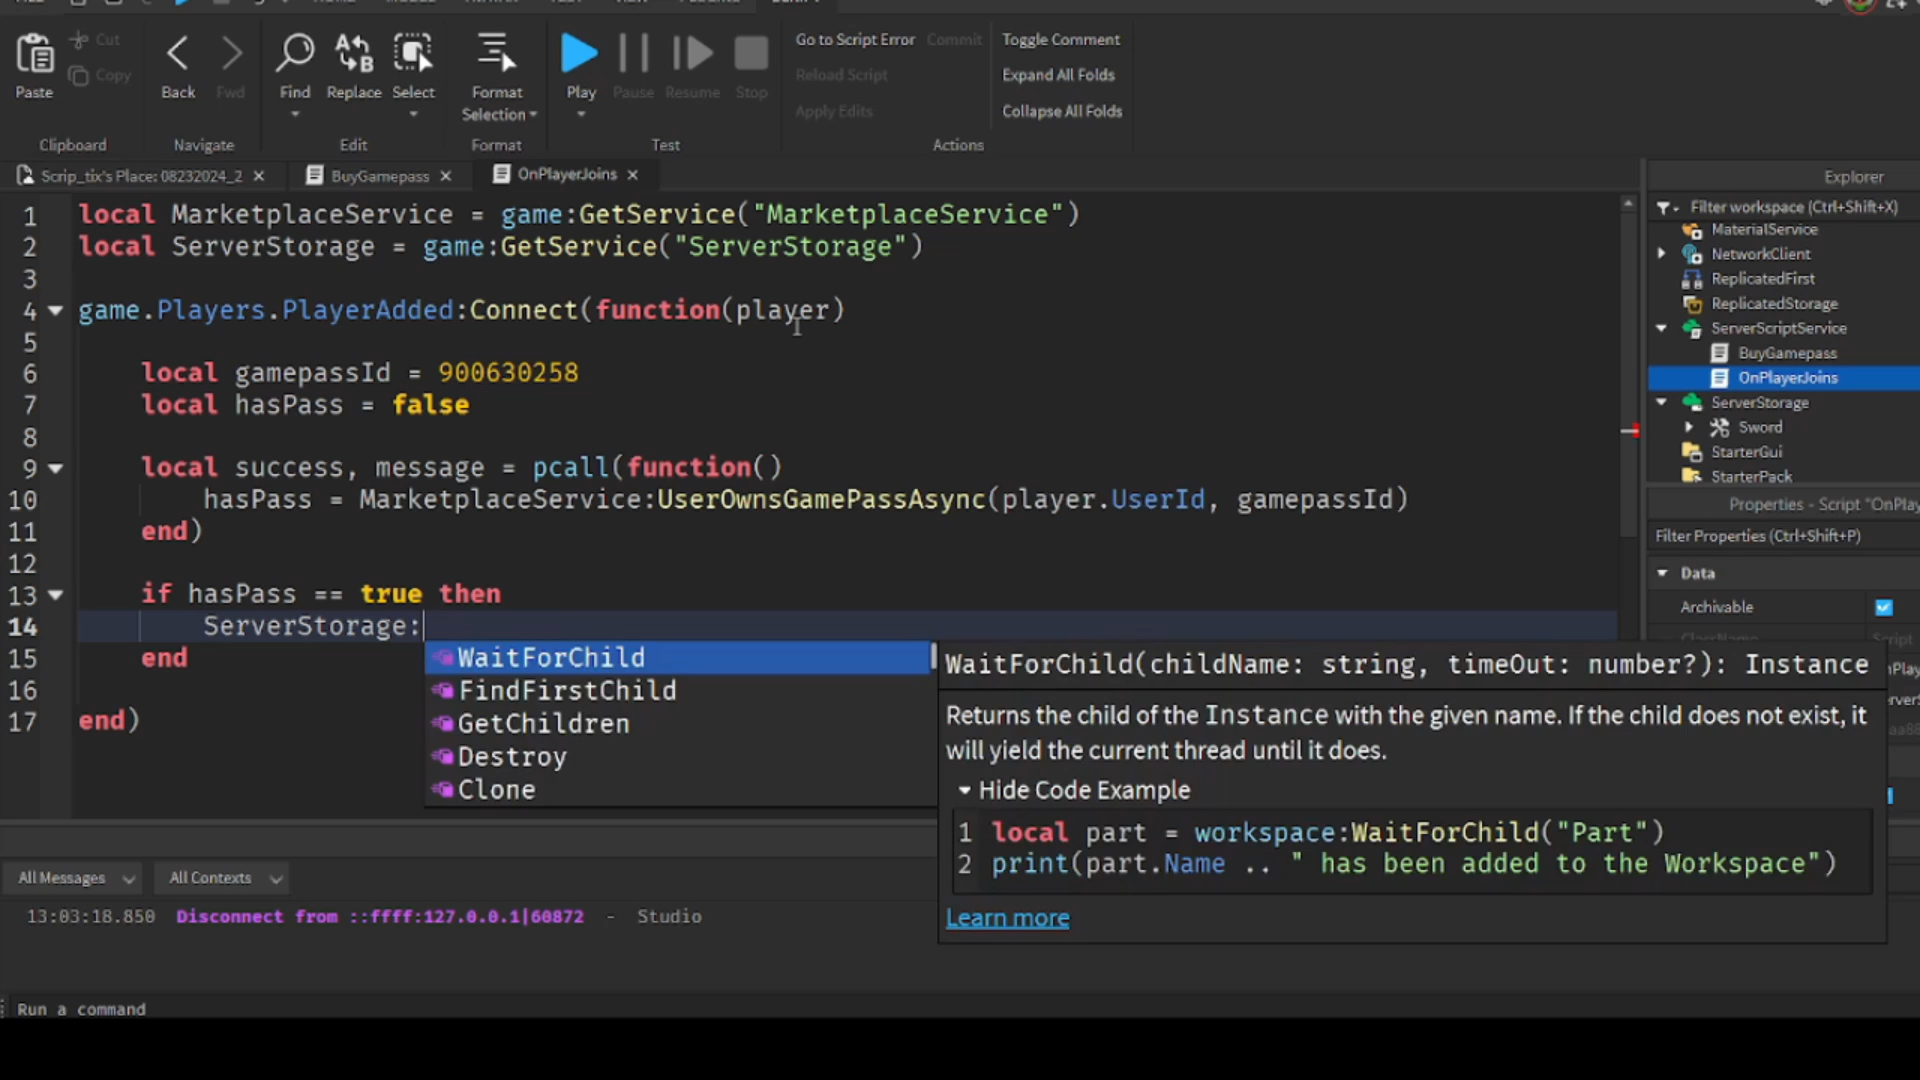 Cut
Copy
Paste
Clipboard
Back
Fwd
Navigate
Find
Replace
Select
Edit
Format
Selection
Format
Play
Pause
Resume
Stop
Test
Go to Script Error
Commit
Reload Script
Apply Edits
Toggle Comment
Expand All Folds
Collapse All Folds
Actions
Scrip_tix's Place: 08232024_2
BuyGamepass
OnPlayerJoins
1 local MarketplaceService = game:GetService("MarketplaceService")
2 local ServerStorage = game:GetService("ServerStorage")
3
4 game.Players.PlayerAdded:Connect(function(player)
5
6 local gamepassId = 900630258
7 local hasPass = false
8
9 local success, message = pcall(function()
10 hasPass = MarketplaceService:UserOwnsGamePassAsync(player.UserId, gamepassId)
11 end)
12
13 if hasPass == true then
14 ServerStorage:
15 end
16
17 end)
WaitForChild
FindFirstChild
GetChildren
Destroy
Clone
WaitForChild(childName: string, timeOut: number?): Instance
Returns the child of the Instance with the given name. If the child does not exist, it
will yield the current thread until it does.
Hide Code Example
1 local part = workspace:WaitForChild("Part")
2 print(part.Name .. " has been added to the Workspace")
Learn more
Explorer
Filter workspace (Ctrl+Shift+X)
MaterialService
NetworkClient
ReplicatedFirst
ReplicatedStorage
ServerScriptService
BuyGamepass
OnPlayerJoins
ServerStorage
Sword
StarterGui
StarterPack
Properties - Script "OnPlay
Filter Properties (Ctrl+Shift+P)
Data
Archivable
All Messages
All Contexts
13:03:18.850 Disconnect from ::ffff:127.0.0.1|60872 - Studio
Run a command